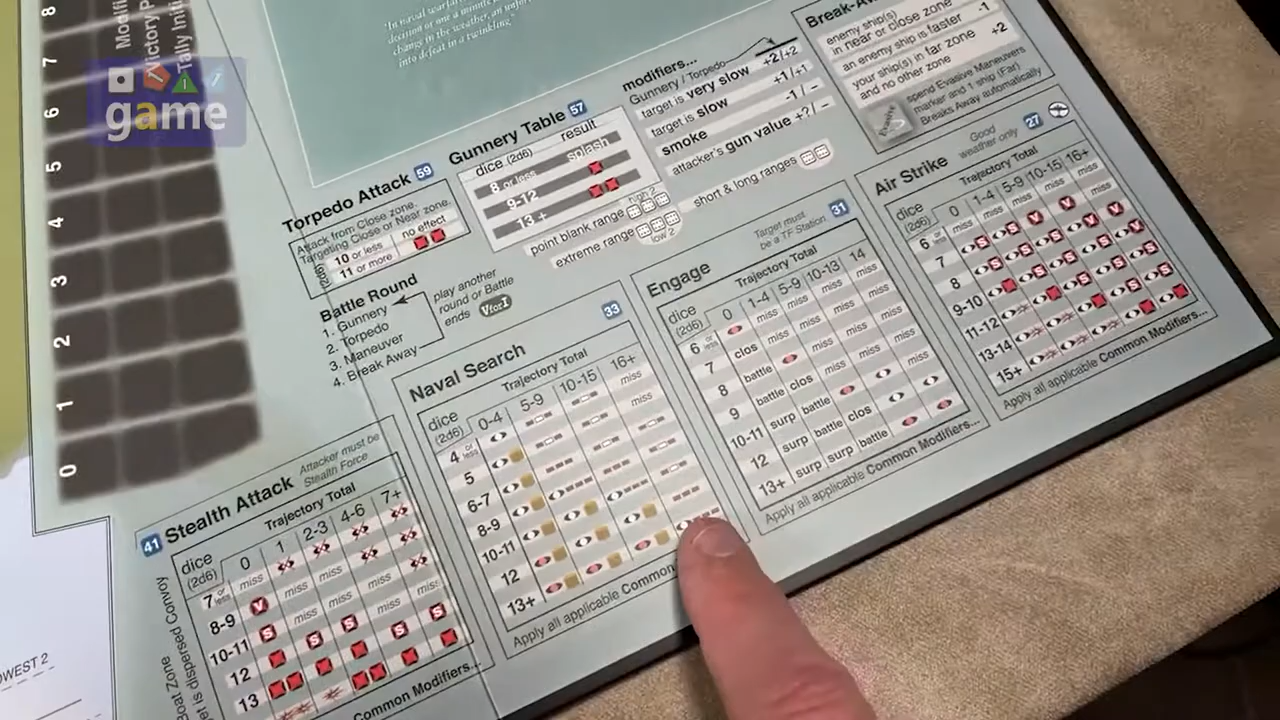 game
8
7
6
5
4
3
2
1
0
"In naval warfare
decision or one a minute
change in the weather, an
into defeat in a twinkling"
Torpedo Attack 59
Attack from Close zone.
Targeting Close or Near zone.
(2d6)
10 or less no effect
11 or more
Gunnery Table 57
dice (2d6) result
8 or less splash
9-12
13+
point blank range high 2
extreme range low 2
short & long ranges
modifiers...
Gunnery / Torpedo
target is very slow +2/+2
target is slow +1/+1
smoke -1 / –
attacker's gun value +? / –
enemy ship(s)
in near or close zone -1
an enemy ship is faster
your ship(s) in far zone
and no other zone +2
Evasive
spend Evasive Maneuvers
marker and 1 ship (Far)
Breaks Away automatically
Battle Round
1. Gunnery
2. Torpedo
3. Maneuver
4. Break Away
play another
round or Battle
ends
Air Strike
Good
weather only
27
dice
(2d6)
Trajectory Total
0 1-4 5-9 10-15 16+
6 or less miss miss miss miss
7
8
9-10
11-12
13-14
15+
Apply all applicable Common Modifiers...
Engage
Target must
be a TF Station
31
dice
(2d6)
Trajectory Total
0 1-4 5-9 10-13 14
6 or less miss miss miss miss
7 clos miss miss miss
8 battle miss miss
9 battle clos miss miss
10-11 surp battle
12 surp battle clos
13+ surp surp battle
Apply all applicable Common Modifiers...
Naval Search 33
dice
(2d6)
Trajectory Total
0-4 5-9 10-15 16+
4 or less miss
5 miss
6-7
8-9
10-11
12
13+
Apply all applicable Common
41 Stealth Attack
Attacker must be
Stealth Force
dice
(2d6)
Trajectory Total
0 1 2-3 4-6 7+
7 or less miss
8-9 miss miss
10-11 miss miss
12
13
Common Modifiers...